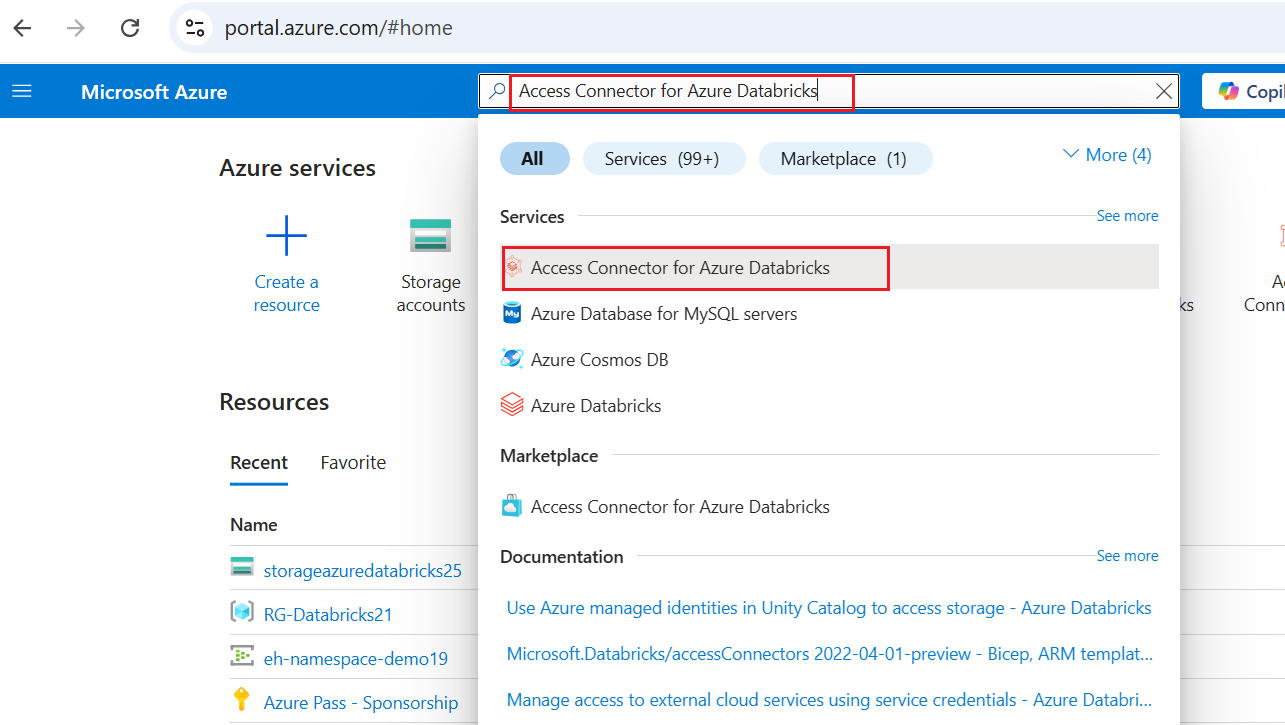 portal.azure.com/#home
Microsoft Azure
Access Connector for Azure Databricks
Copil
All
Services (99+)
Marketplace (1)
More (4)
Azure services
Create a
resource
Storage
accounts
ks
Conn
Services
See more
Access Connector for Azure Databricks
Azure Database for MySQL servers
Azure Cosmos DB
Azure Databricks
Marketplace
Access Connector for Azure Databricks
Documentation
See more
Use Azure managed identities in Unity Catalog to access storage - Azure Databricks
Microsoft.Databricks/accessConnectors 2022-04-01-preview - Bicep, ARM templat...
Manage access to external cloud services using service credentials - Azure Databri...
Resources
Recent
Favorite
Name
storageazuredatabricks25
RG-Databricks21
eh-namespace-demo19
Azure Pass - Sponsorship